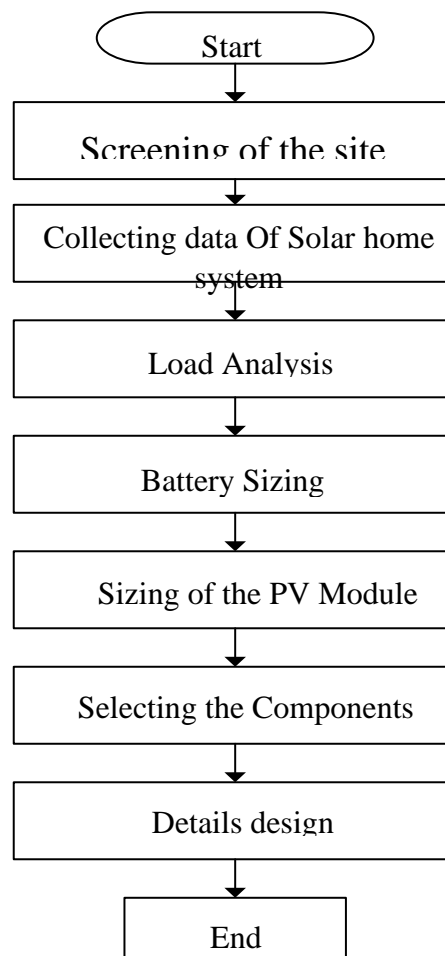 Start
Screening of the site
Collecting data Of Solar home
system
Load Analysis
Battery Sizing
Sizing of the PV Module
Selecting the Components
Details design
End